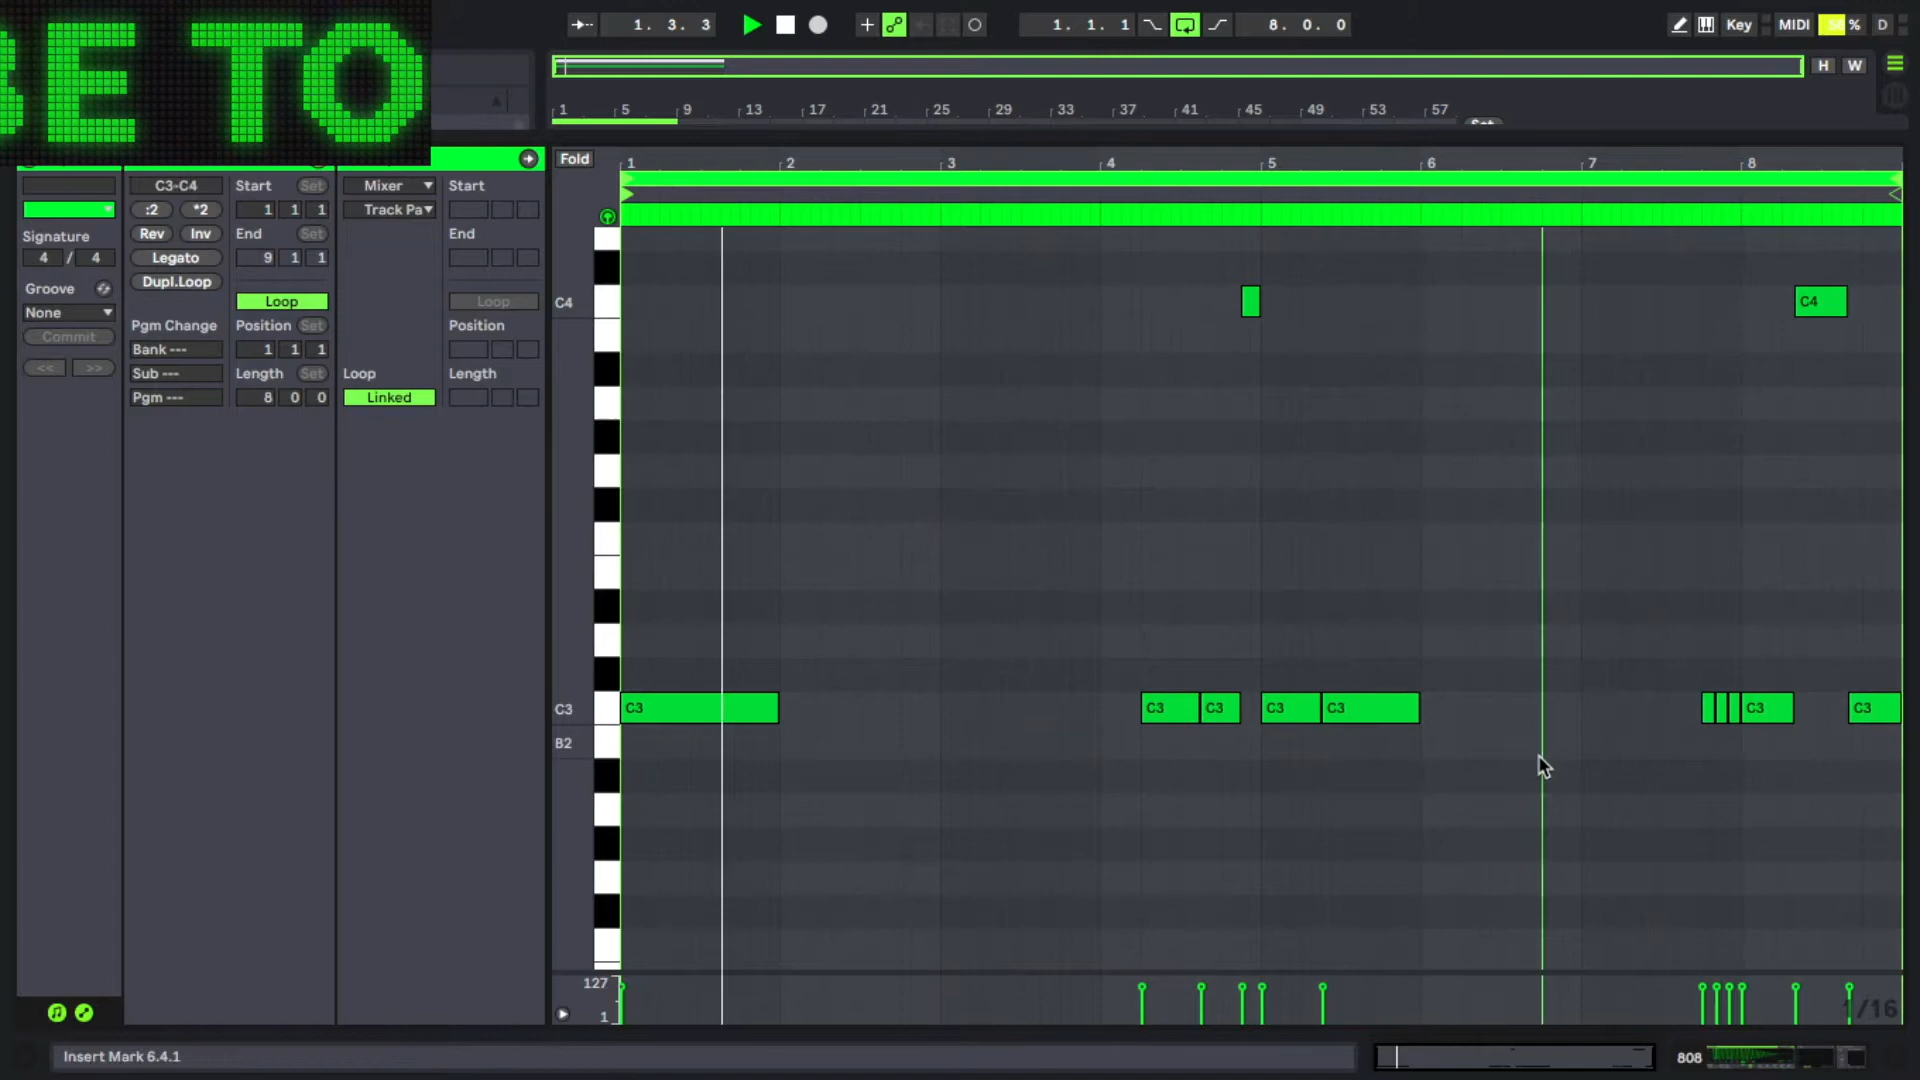 BE TO
1. 3. 3
1. 1. 1
8. 0. 0
Key
MIDI
%
D
H
W
1 5 9 13 17 21 25 29 33 37 41 45 49 53 57
Set
Fold
1 2 3 4 5 6 7 8
C3-C4
Start
Set
Mixer
Start
:2
*2
1 1 1
Track Pa
Rev
Inv
End
Set
End
Signature
4 / 4
Legato
9 1 1
Dupl.Loop
Groove
None
Loop
Loop
Commit
Pgm Change
Position
Set
Position
<<
>>
Bank ---
1 1 1
Sub ---
Length
Set
Loop
Length
Pgm ---
8 0 0
Linked
C4
C4
C3
C3
C3
C3
C3
C3
C3
C3
B2
127
1
1/16
Insert Mark 6.4.1
808